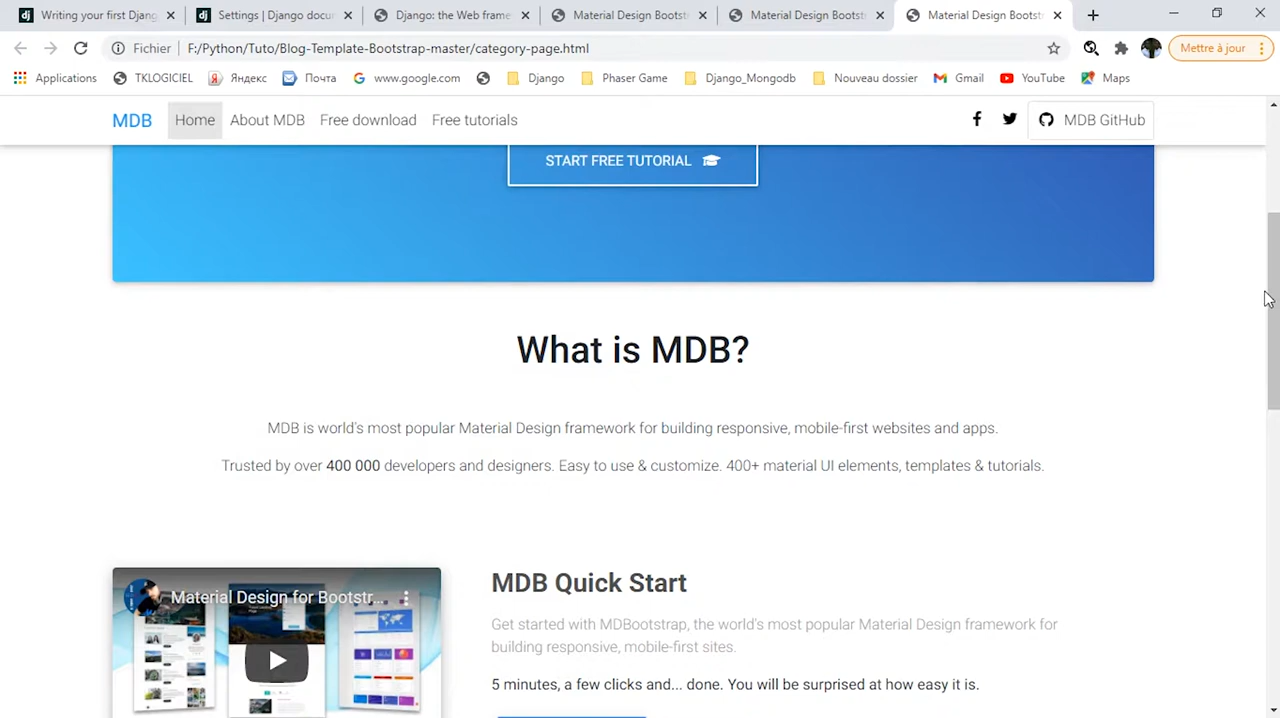 Writing your first Djang
Settings | Django docu
Django: the Web frame
Material Design Bootst
Material Design Bootst
Material Design Bootst
Fichier F:/Python/Tuto/Blog-Template-Bootstrap-master/category-page.html
Mettre à jour
Applications TKLOGICIEL Яндекс Почта www.google.com Django Phaser Game Django_Mongodb Nouveau dossier Gmail YouTube Maps
MDB Home About MDB Free download Free tutorials MDB GitHub
START FREE TUTORIAL
What is MDB?
MDB is world's most popular Material Design framework for building responsive, mobile-first websites and apps.
Trusted by over 400 000 developers and designers. Easy to use & customize. 400+ material UI elements, templates & tutorials.
Material Design for Bootstr...
MDB Quick Start
Get started with MDBootstrap, the world's most popular Material Design framework for
building responsive, mobile-first sites.
5 minutes, a few clicks and... done. You will be surprised at how easy it is.